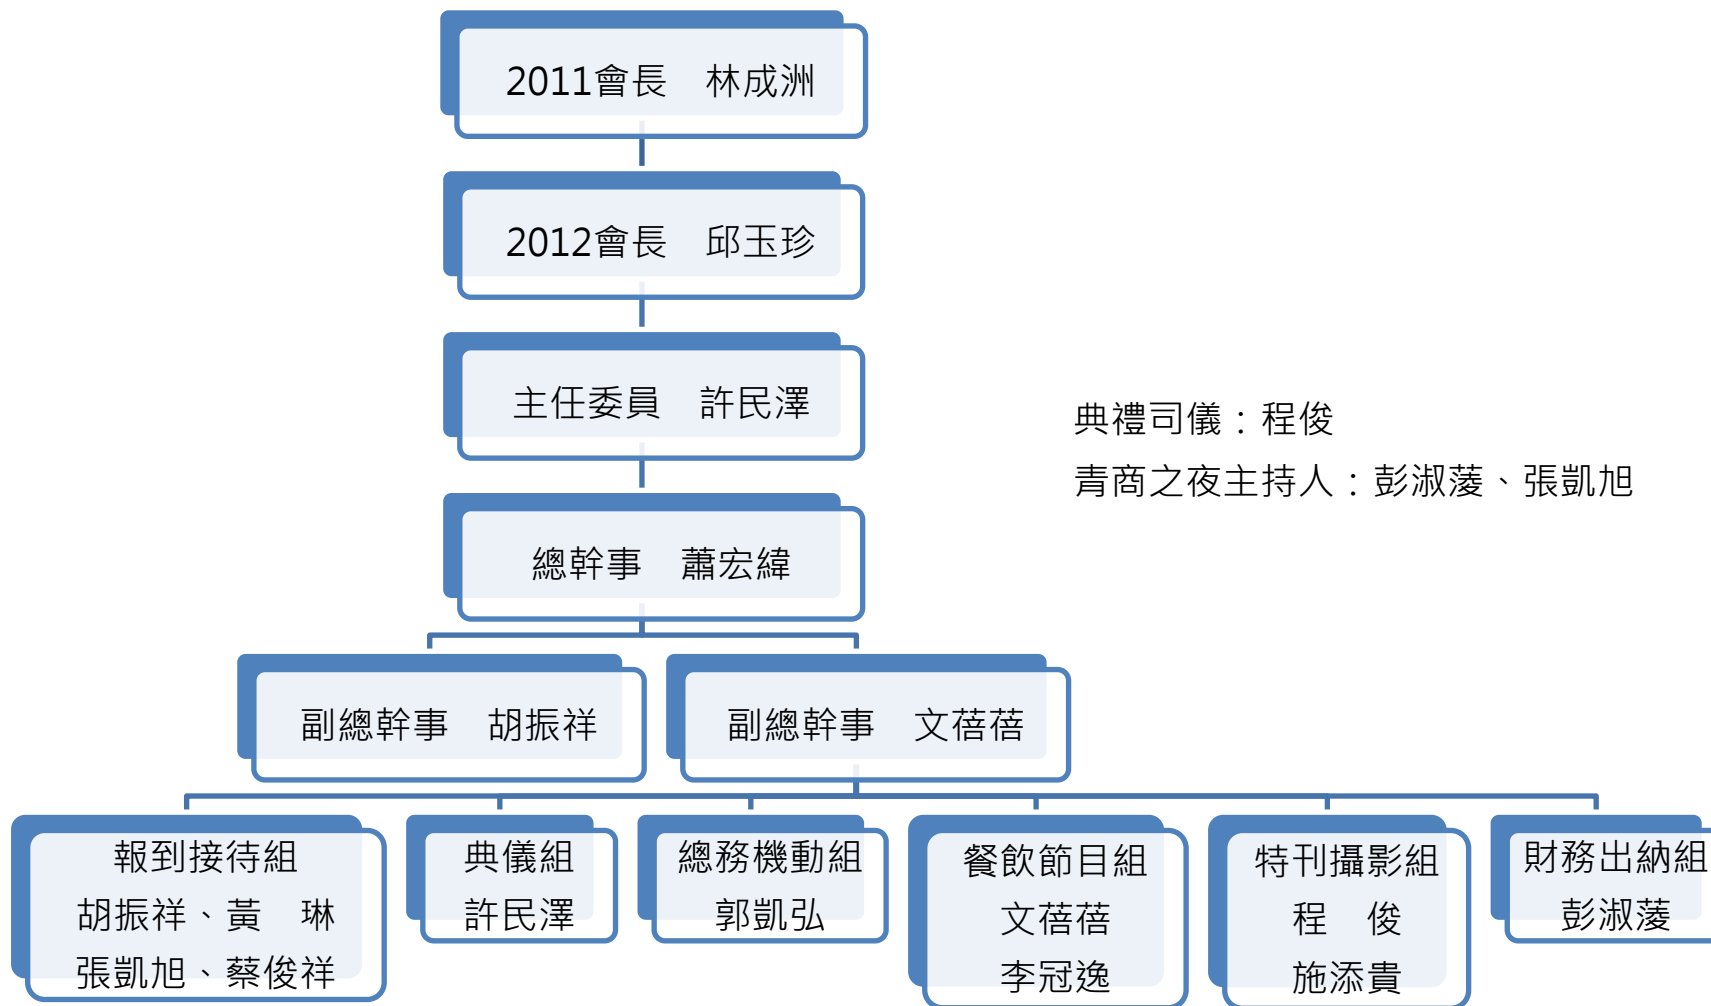 2011會長　林成洲
2012會長　邱玉珍
主任委員　許民澤
典禮司儀：程俊
青商之夜主持人：彭淑蓤、張凱旭
總幹事　蕭宏緯
副總幹事　胡振祥
副總幹事　文蓓蓓
報到接待組
胡振祥、黃　琳
張凱旭、蔡俊祥
典儀組
許民澤
總務機動組
郭凱弘
餐飲節目組
文蓓蓓
李冠逸
特刊攝影組
程　俊
施添貴
財務出納組
彭淑蓤